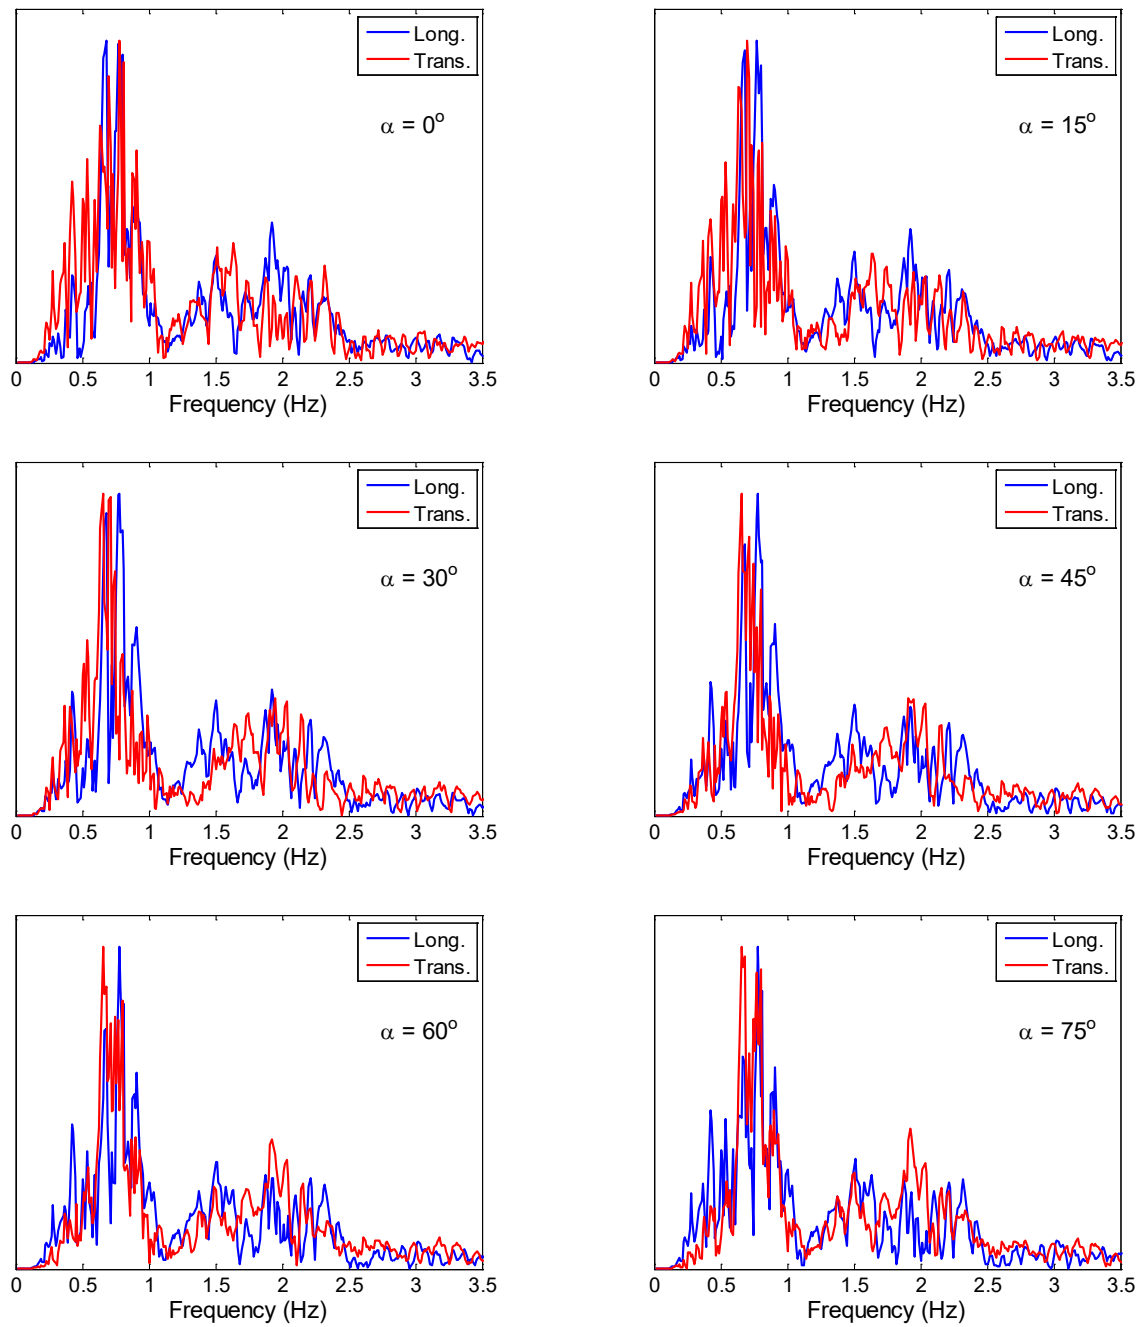 Long.
Trans.
α = 0°
0 0.5 1 1.5 2 2.5 3 3.5
Frequency (Hz)
Long.
Trans.
α = 15°
0 0.5 1 1.5 2 2.5 3 3.5
Frequency (Hz)
Long.
Trans.
α = 30°
0 0.5 1 1.5 2 2.5 3 3.5
Frequency (Hz)
Long.
Trans.
α = 45°
0 0.5 1 1.5 2 2.5 3 3.5
Frequency (Hz)
Long.
Trans.
α = 60°
0 0.5 1 1.5 2 2.5 3 3.5
Frequency (Hz)
Long.
Trans.
α = 75°
0 0.5 1 1.5 2 2.5 3 3.5
Frequency (Hz)